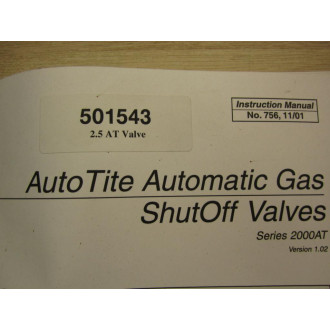 501543
2.5 AT Valve
Instruction Manual
No. 756, 11/01
AutoTite Automatic Gas
ShutOff Valves
Series 2000AT
Version 1.02